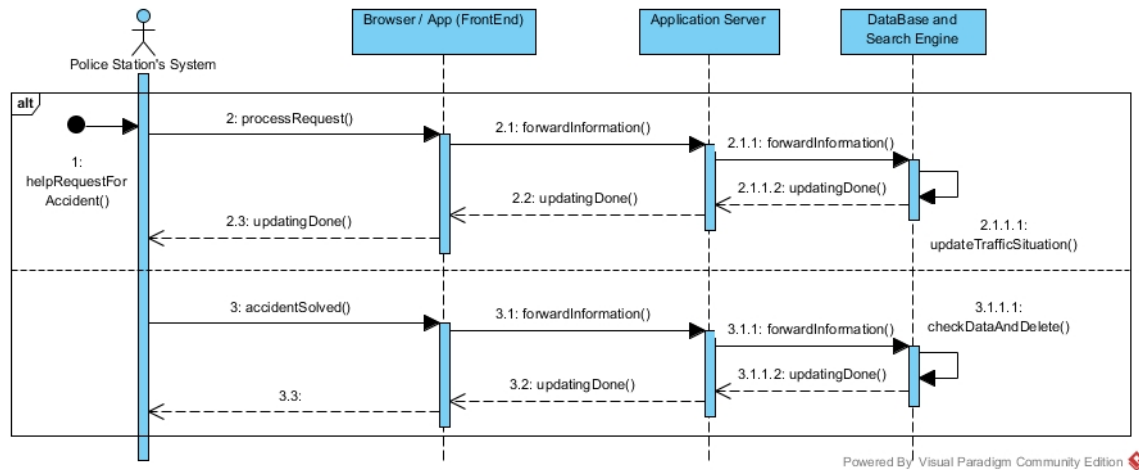 Browser / App (FrontEnd)
Application Server
DataBase and
Search Engine
Police Station's System
alt
1:
helpRequestFor
Accident()
2: processRequest()
2.1: forwardInformation()
2.1.1: forwardInformation()
2.1.1.2: updatingDone()
2.2: updatingDone()
2.3: updatingDone()
2.1.1.1:
updateTrafficSituation()
3: accidentSolved()
3.1: forwardInformation()
3.1.1.1:
checkDataAndDelete()
3.1.1: forwardInformation()
3.1.1.2: updatingDone()
3.2: updatingDone()
3.3:
Powered By Visual Paradigm Community Edition